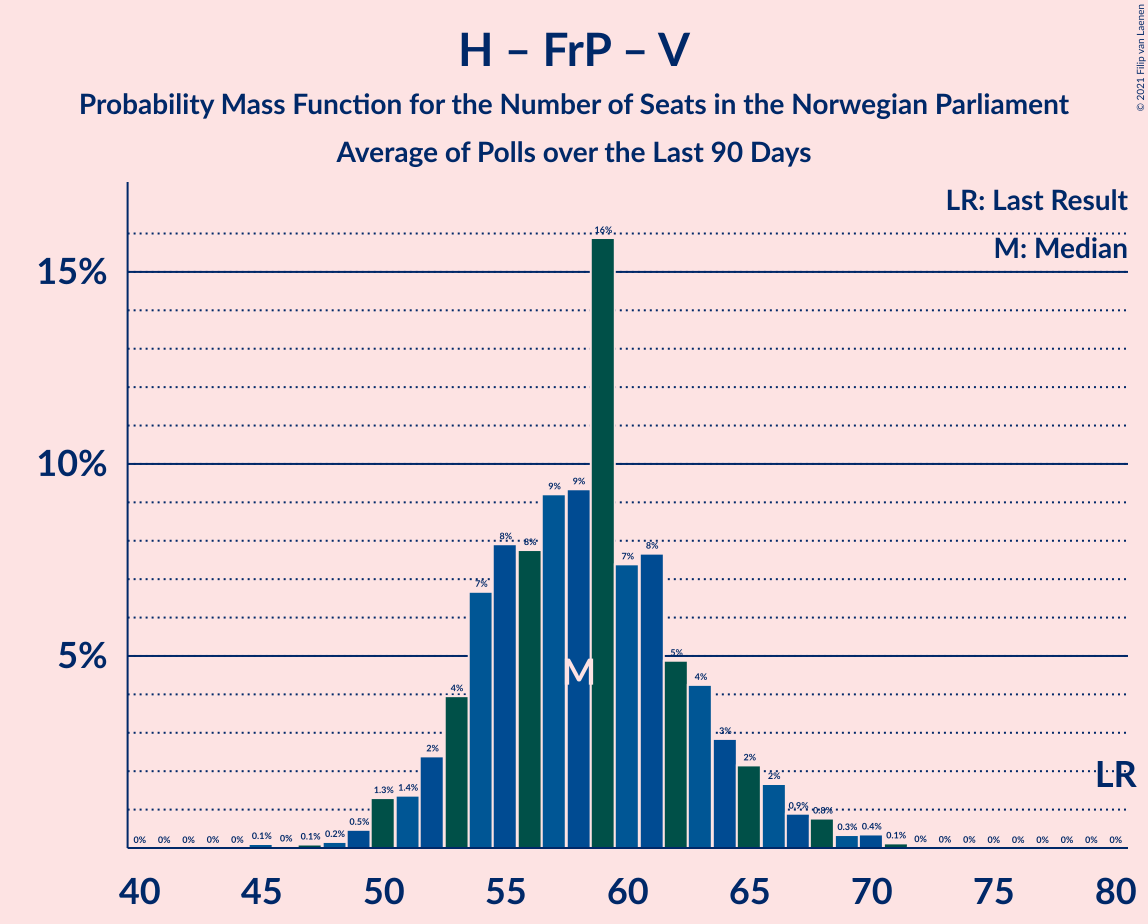 H – FrP – V
Probability Mass Function for the Number of Seats in the Norwegian Parliament
Average of Polls over the Last 90 Days
© 2021 Filip van Laenen
LR: Last Result
M: Median
15%
10%
5%
0% 0% 0% 0% 0% 0.1% 0% 0.1% 0.2% 0.5% 1.3% 1.4% 2% 4% 7% 8% 8% 9% 9% 16% 7% 8% 5% 4% 3% 2% 2% 0.9% 0.8% 0.3% 0.4% 0.1% 0% 0% 0% 0% 0% 0% 0% 0% 0%
M
LR
40 45 50 55 60 65 70 75 80